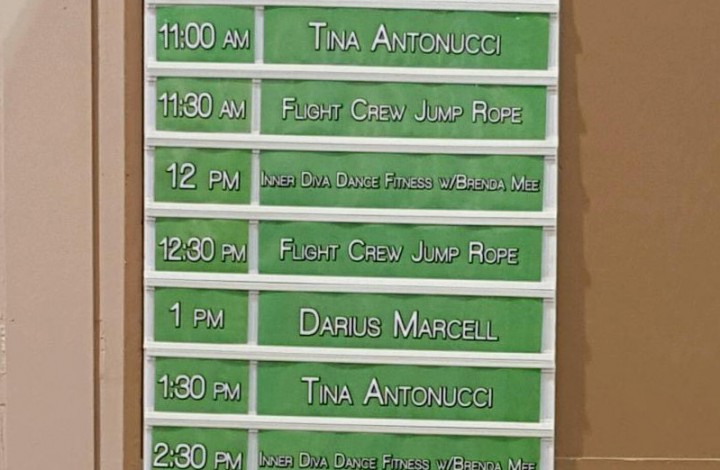 11:00 AM Tina Antonucci
11:30 AM Flight Crew Jump Rope
12 PM Inner Diva Dance Fitness w/Brenda Mee
12:30 PM Flight Crew Jump Rope
1 PM Darius Marcell
1:30 PM Tina Antonucci
2:30 PM Inner Diva Dance Fitness w/Brenda Mee